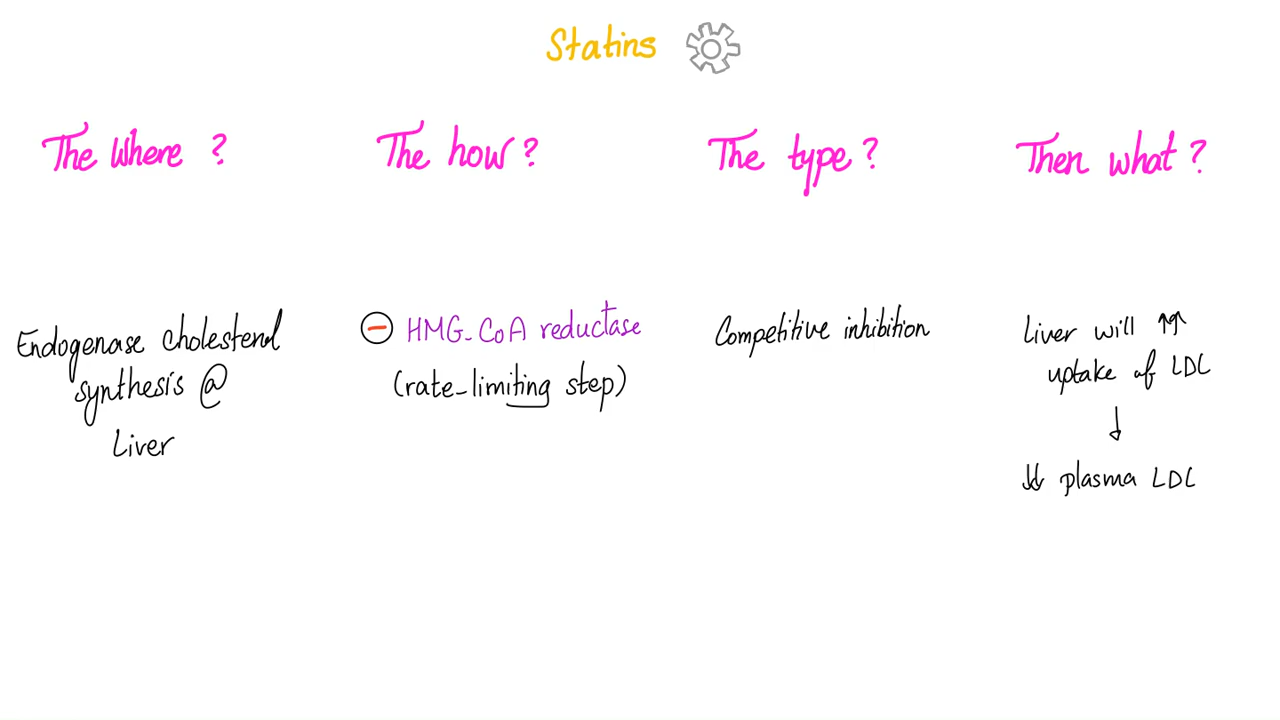 Statins
The Where ?
The how ?
The type ?
Then what ?
Endogenase cholesterol
synthesis @
Liver
HMG-CoA reductase
(rate-limiting step)
Competitive inhibition
Liver will ↑↑
uptake of LDL
↓
↓↓ plasma LDL